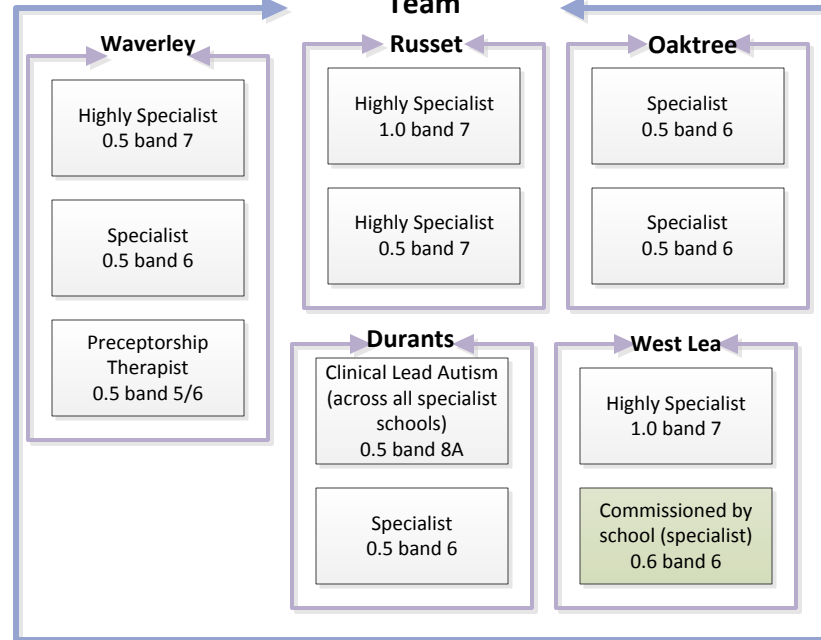 Team
Waverley
Highly Specialist
0.5 band 7
Specialist
0.5 band 6
Preceptorship
Therapist
0.5 band 5/6
Russet
Highly Specialist
1.0 band 7
Highly Specialist
0.5 band 7
Oaktree
Specialist
0.5 band 6
Specialist
0.5 band 6
Durants
Clinical Lead Autism
(across all specialist
schools)
0.5 band 8A
Specialist
0.5 band 6
West Lea
Highly Specialist
1.0 band 7
Commissioned by
school (specialist)
0.6 band 6